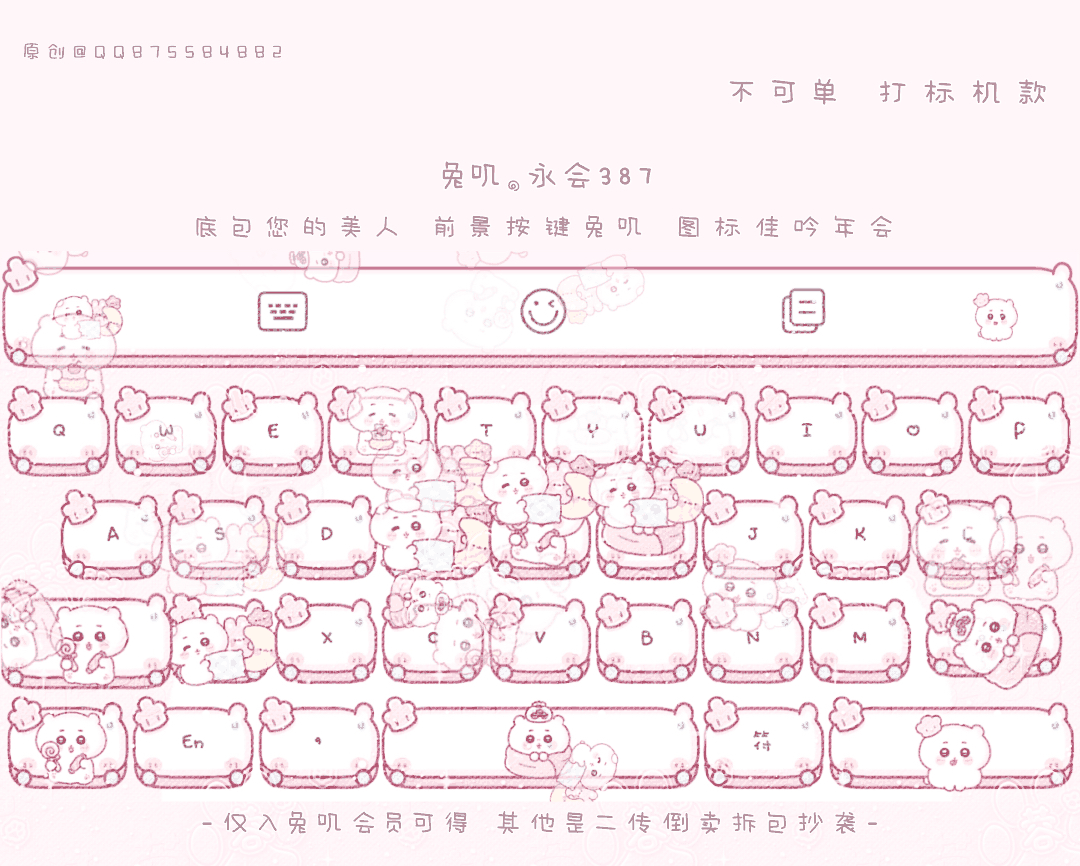 原创@QQ875584882
不可单 打标机款
兔叽。永会387
底包您的美人 前景按键兔叽 图标佳吟年会
Q W E T Y U I O P
A S D J K L
X C V B N M
En , 符
-仅入兔叽会员可得 其他是二传倒卖拆包抄袭-